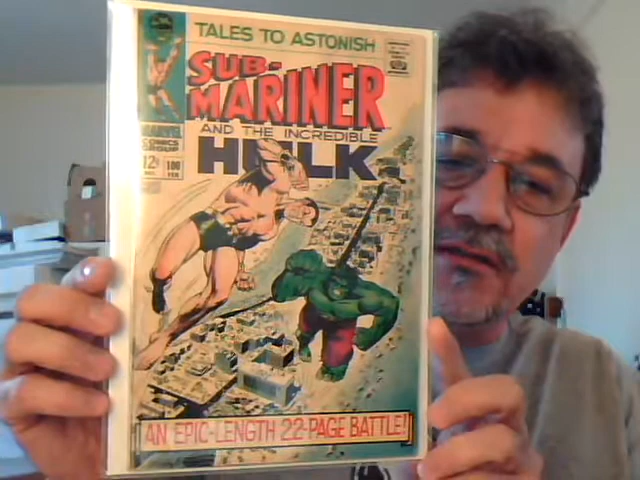 TALES TO ASTONISH
SUB-
MARINER
AND THE INCREDIBLE
HULK
MARVEL
COMICS
GROUP
12¢ 100
FEB
AN EPIC-LENGTH 22-PAGE BATTLE!